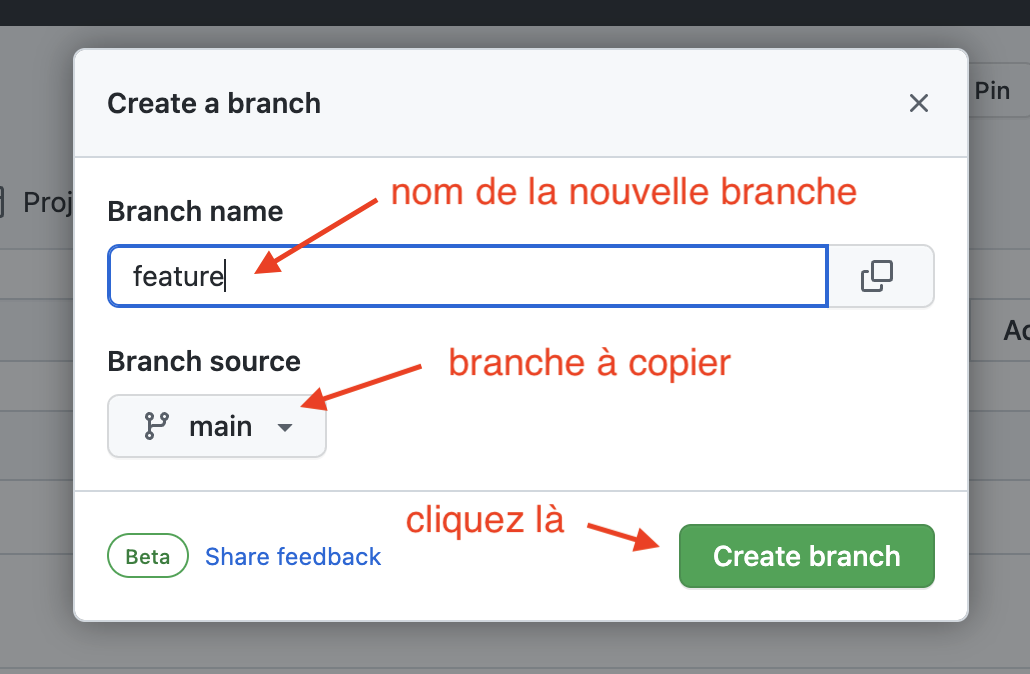 Pin
Create a branch
Proj
nom de la nouvelle branche
Branch name
feature
Branch source
branche à copier
main
cliquez là
Beta
Share feedback
Create branch